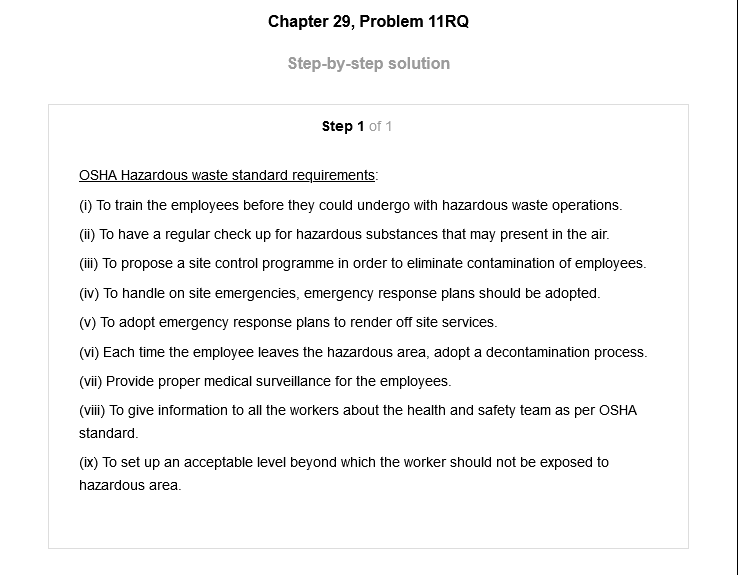 Chapter 29, Problem 11RQ
Step-by-step solution
Step 1 of 1
OSHA Hazardous waste standard requirements:
(i) To train the employees before they could undergo with hazardous waste operations.
(ii) To have a regular check up for hazardous substances that may present in the air.
(iii) To propose a site control programme in order to eliminate contamination of employees.
(iv) To handle on site emergencies, emergency response plans should be adopted.
(v) To adopt emergency response plans to render off site services.
(vi) Each time the employee leaves the hazardous area, adopt a decontamination process.
(vii) Provide proper medical surveillance for the employees.
(viii) To give information to all the workers about the health and safety team as per OSHA
standard.
(ix) To set up an acceptable level beyond which the worker should not be exposed to
hazardous area.